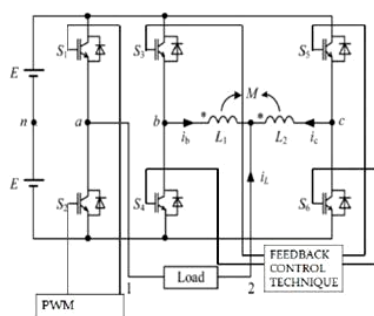 S1
S3
S5
E
M
n
a
b
c
ib
L1
L2
ic
E
S2
S4
iL
S6
FEEDBACK
CONTROL
TECHNIQUE
Load
1
2
PWM